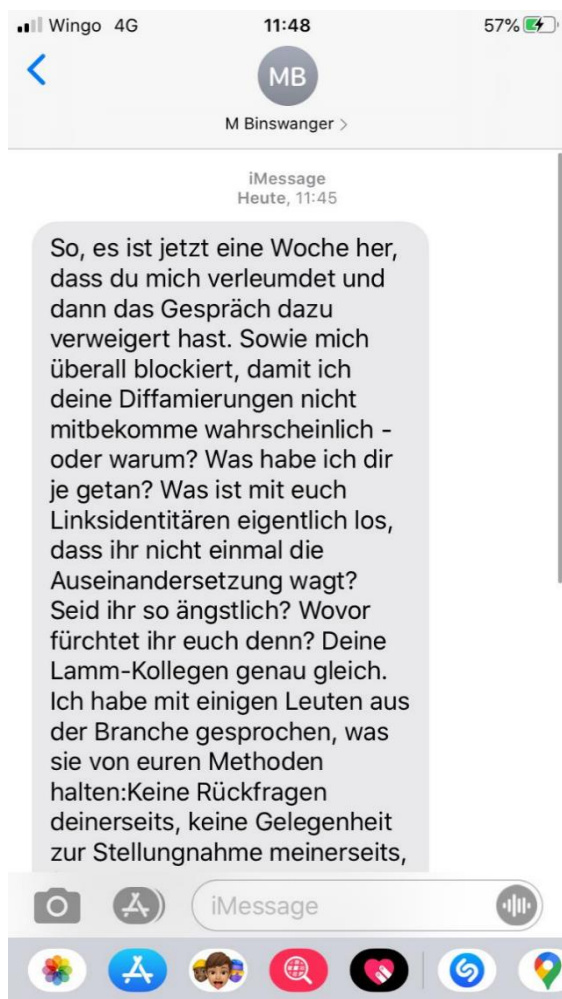 Wingo 4G 11:48 57%
MB
M Binswanger >
iMessage
Heute, 11:45
So, es ist jetzt eine Woche her,
dass du mich verleumdet und
dann das Gespräch dazu
verweigert hast. Sowie mich
überall blockiert, damit ich
deine Diffamierungen nicht
mitbekomme wahrscheinlich -
oder warum? Was habe ich dir
je getan? Was ist mit euch
Linksidentitären eigentlich los,
dass ihr nicht einmal die
Auseinandersetzung wagt?
Seid ihr so ängstlich? Wovor
fürchtet ihr euch denn? Deine
Lamm-Kollegen genau gleich.
Ich habe mit einigen Leuten aus
der Branche gesprochen, was
sie von euren Methoden
halten:Keine Rückfragen
deinerseits, keine Gelegenheit
zur Stellungnahme meinerseits,
iMessage